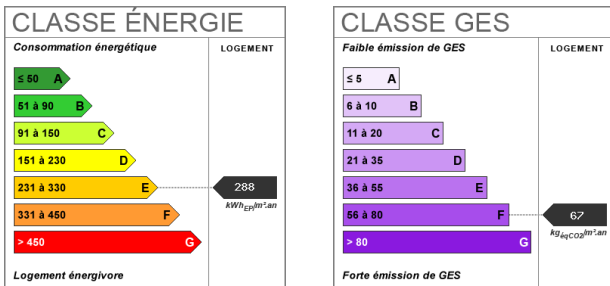 CLASSE ÉNERGIE
Consommation énergétique
LOGEMENT
≤ 50 A
51 à 90 B
91 à 150 C
151 à 230 D
231 à 330 E
288
kWhEP/m².an
331 à 450 F
> 450 G
Logement énergivore
CLASSE GES
Faible émission de GES
LOGEMENT
≤ 5 A
6 à 10 B
11 à 20 C
21 à 35 D
36 à 55 E
56 à 80 F
67
kgéqCO2/m².an
> 80 G
Forte émission de GES